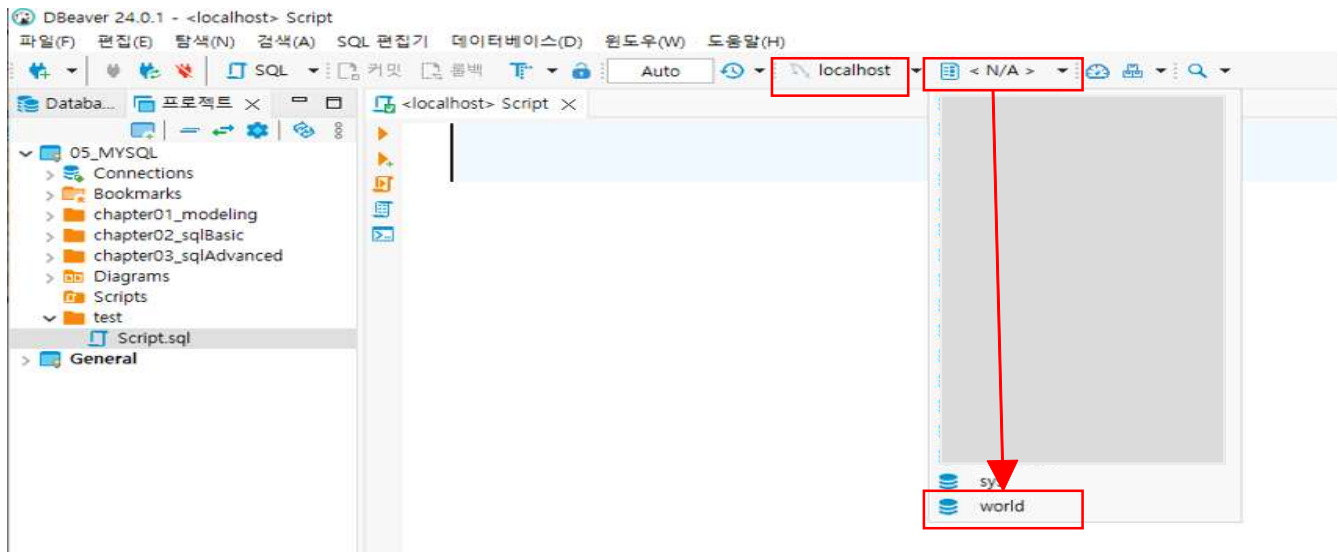 DBeaver 24.0.1 - <localhost> Script
파일(F) 편집(E) 탐색(N) 검색(A) SQL 편집기 데이터베이스(D) 윈도우(W) 도움말(H)
SQL 커밋 롤백 Auto localhost < N/A >
Databa... 프로젝트 <localhost> Script
05_MYSQL
Connections
Bookmarks
chapter01_modeling
chapter02_sqlBasic
chapter03_sqlAdvanced
Diagrams
Scripts
test
Script.sql
General
world